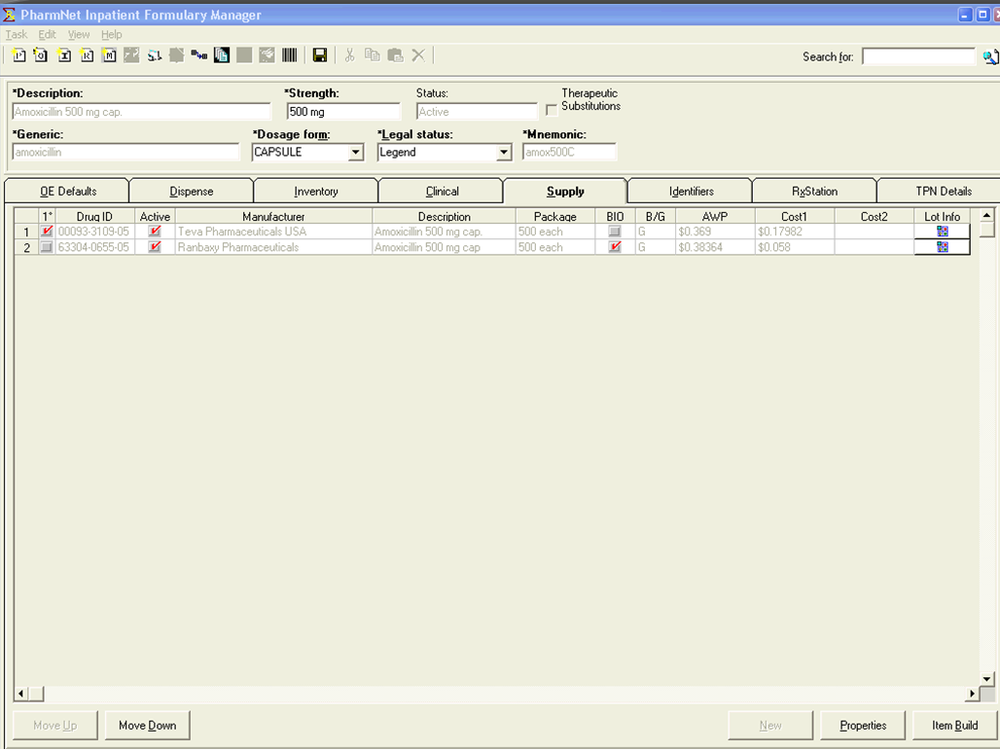 PharmNet Inpatient Formulary Manager
Task Edit View Help
Search for:
*Description: *Strength: Status: Therapeutic Substitutions
Amoxicillin 500 mg cap. 500 mg Active
*Generic: *Dosage form: *Legal status: *Mnemonic:
amoxicillin CAPSULE Legend amox500C
OE Defaults Dispense Inventory Clinical Supply Identifiers RxStation TPN Details
1* Drug ID Active Manufacturer Description Package BIO B/G AWP Cost1 Cost2 Lot Info
1 00093-3109-05 Teva Pharmaceuticals USA Amoxicillin 500 mg cap. 500 each G $0.369 $0.17982
2 63304-0655-05 Ranbaxy Pharmaceuticals Amoxicillin 500 mg cap 500 each G $0.38364 $0.058
Move Up Move Down New Properties Item Build